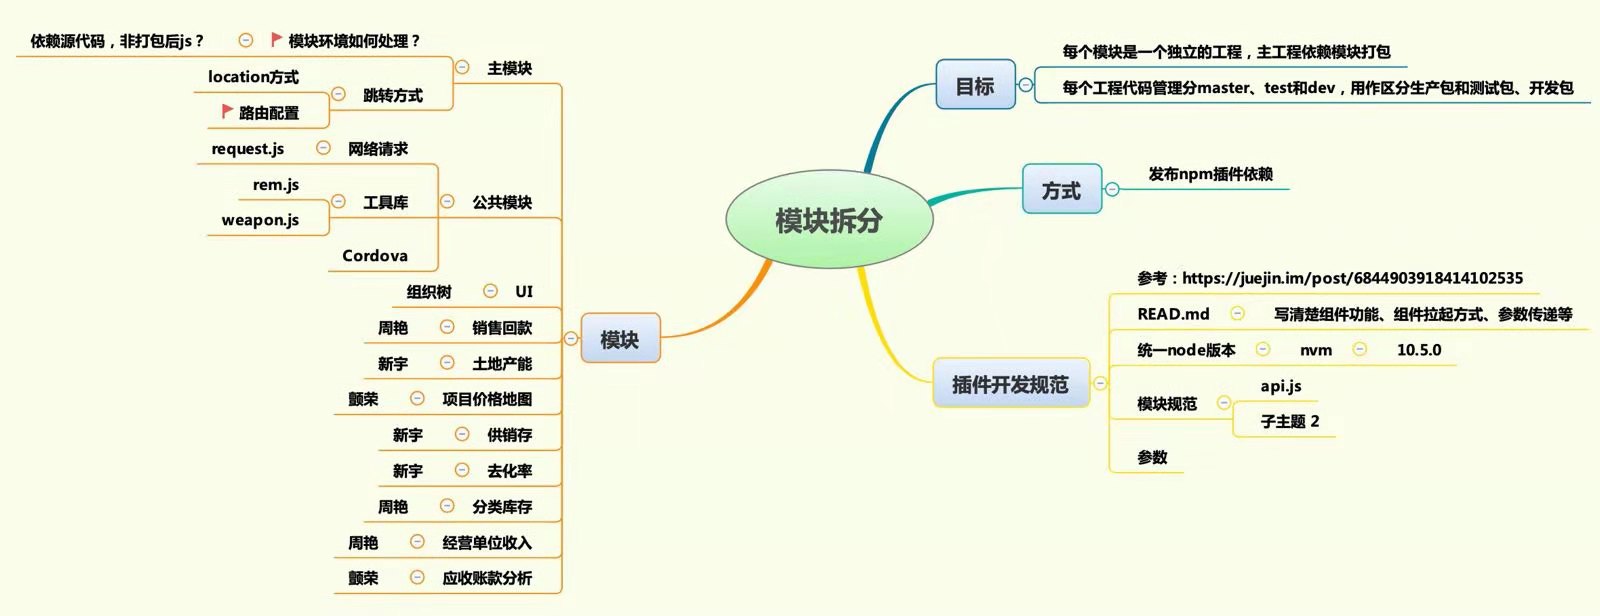 模块拆分
目标
每个模块是一个独立的工程，主工程依赖模块打包
每个工程代码管理分master、test和dev，用作区分生产包和测试包、开发包
方式
发布npm插件依赖
插件开发规范
参考：https://juejin.im/post/6844903918414102535
READ.md
写清楚组件功能、组件拉起方式、参数传递等
统一node版本
nvm
10.5.0
模块规范
api.js
子主题 2
参数
模块
主模块
模块环境如何处理？
依赖源代码，非打包后js？
跳转方式
location方式
路由配置
公共模块
网络请求
request.js
工具库
rem.js
weapon.js
Cordova
UI
组织树
销售回款
周艳
土地产能
新宇
项目价格地图
颤荣
供销存
新宇
去化率
新宇
分类库存
周艳
经营单位收入
周艳
应收账款分析
颤荣